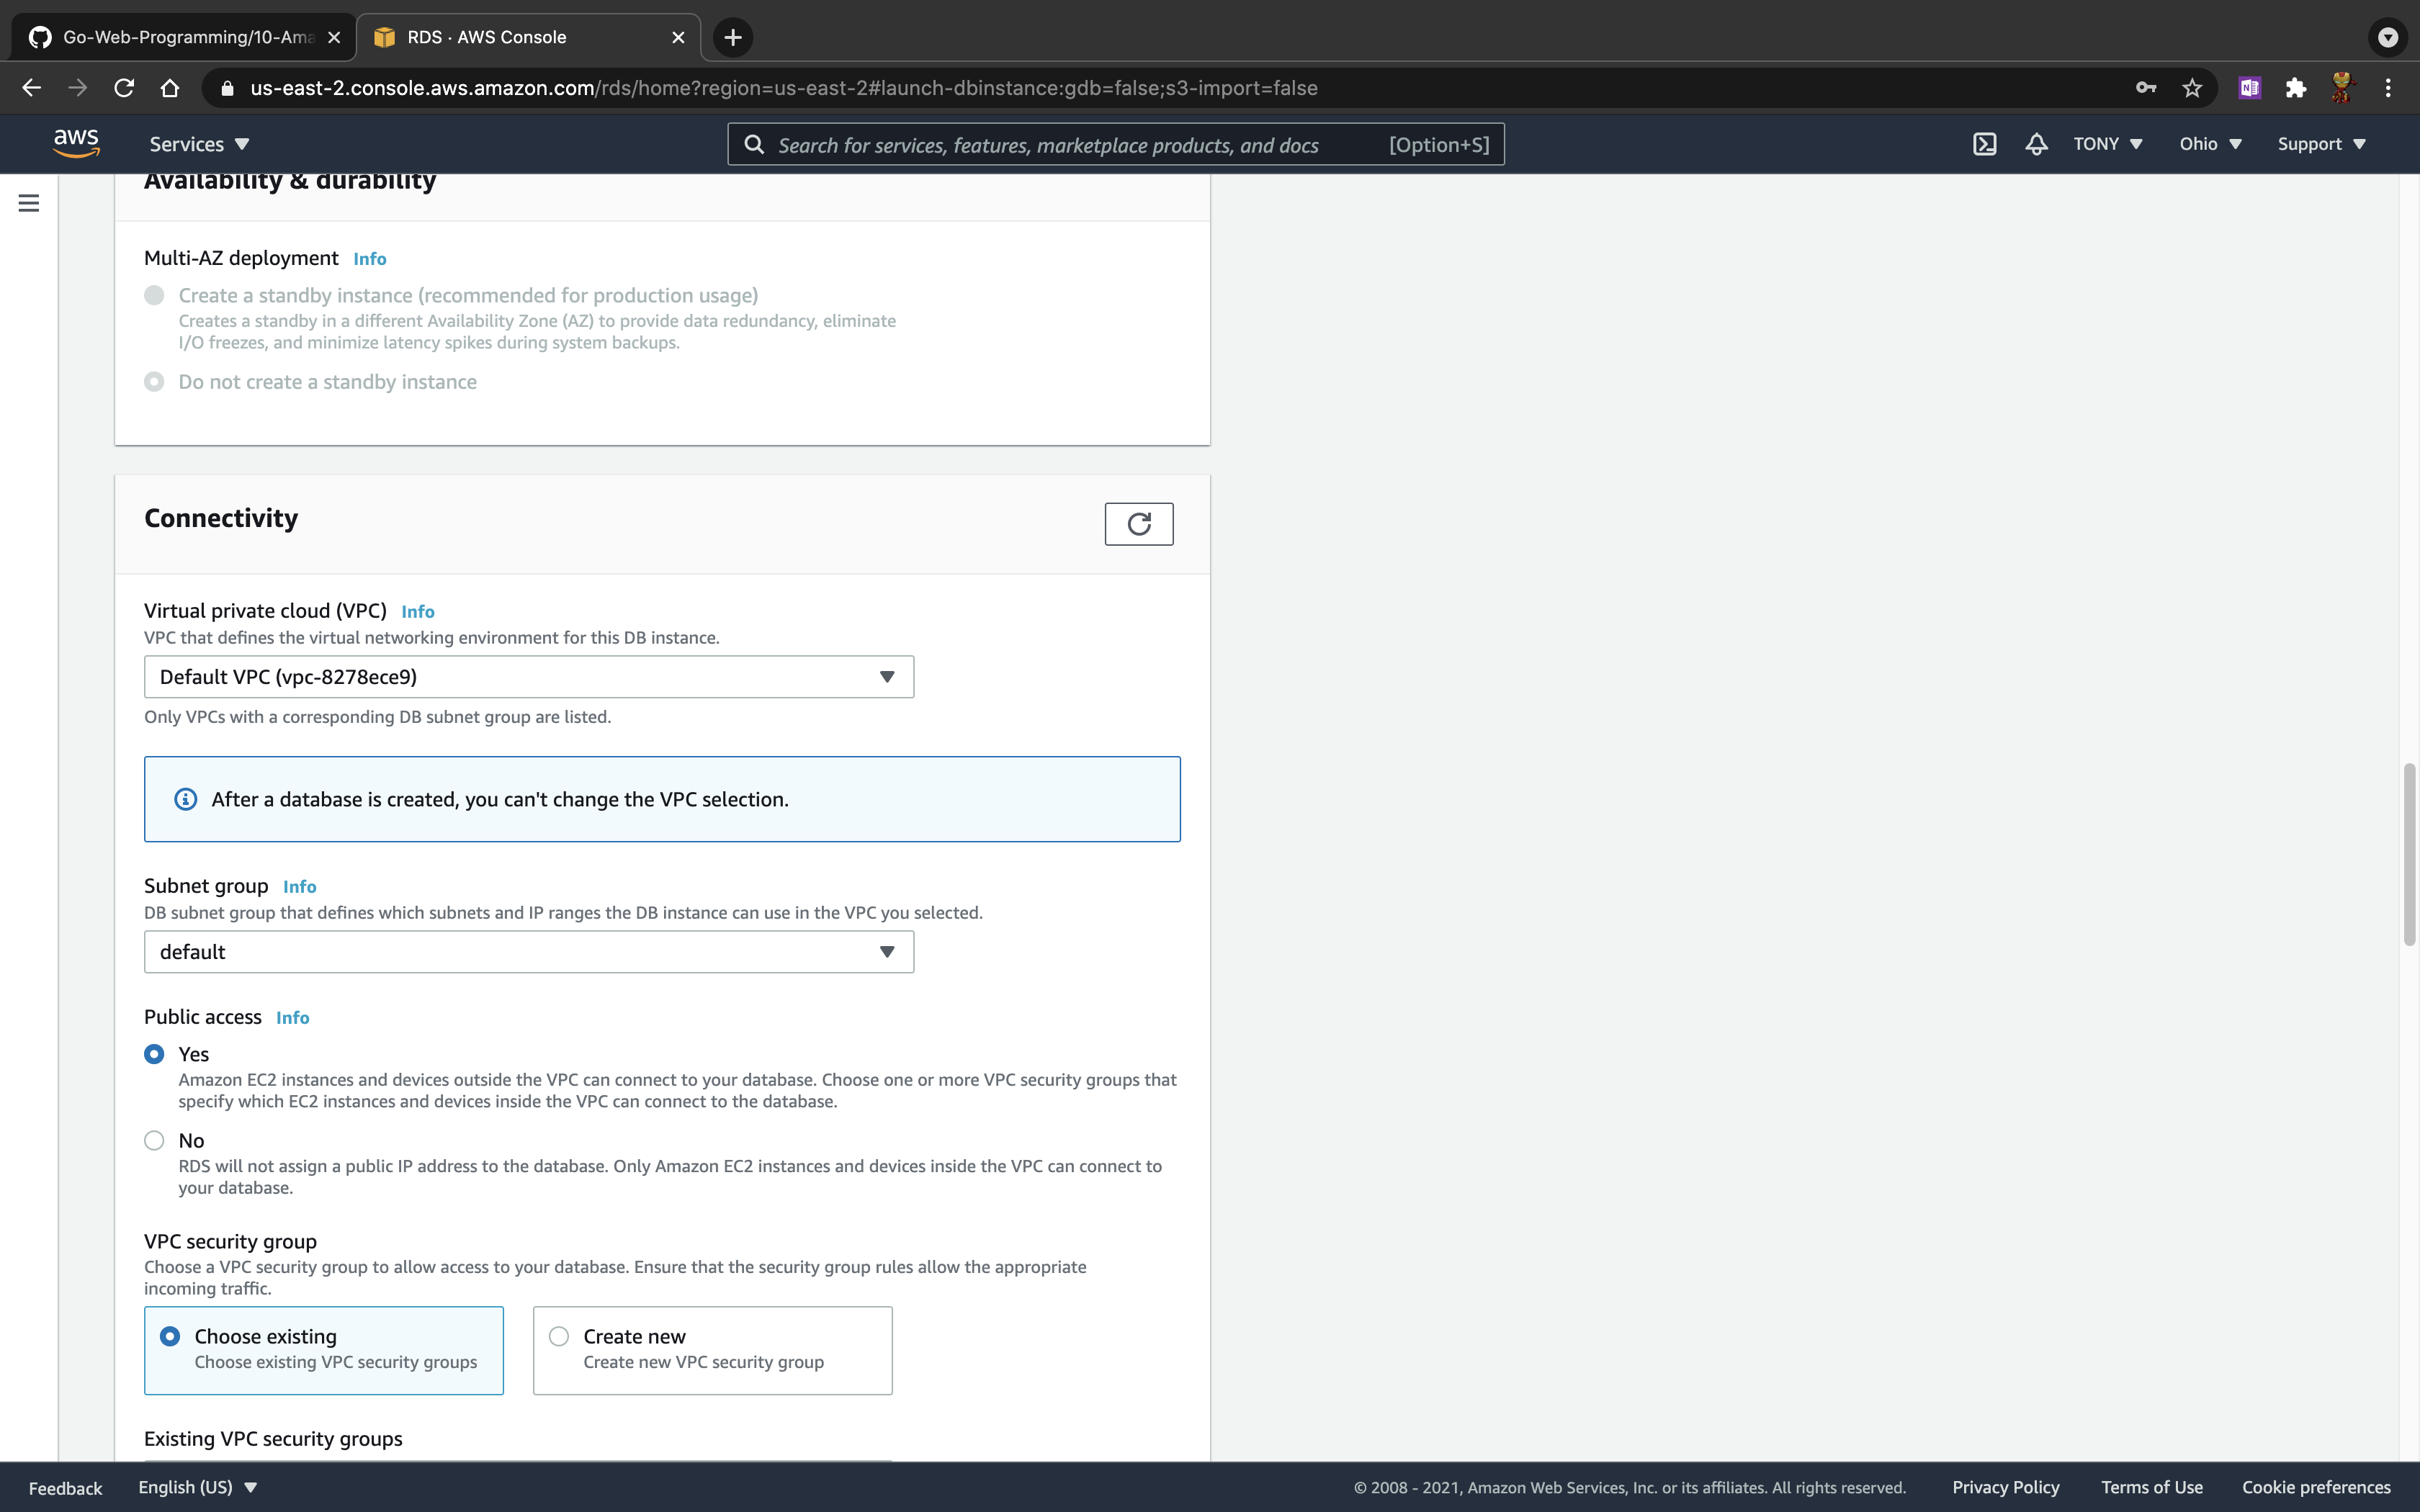 Go-Web-Programming/10-Ama
RDS · AWS Console
us-east-2.console.aws.amazon.com/rds/home?region=us-east-2#launch-dbinstance:gdb=false;s3-import=false
aws
Services
Search for services, features, marketplace products, and docs
[Option+S]
TONY
Ohio
Support
Availability & durability
Multi-AZ deployment Info
Create a standby instance (recommended for production usage)
Creates a standby in a different Availability Zone (AZ) to provide data redundancy, eliminate
I/O freezes, and minimize latency spikes during system backups.
Do not create a standby instance
Connectivity
Virtual private cloud (VPC) Info
VPC that defines the virtual networking environment for this DB instance.
Default VPC (vpc-8278ece9)
Only VPCs with a corresponding DB subnet group are listed.
After a database is created, you can't change the VPC selection.
Subnet group Info
DB subnet group that defines which subnets and IP ranges the DB instance can use in the VPC you selected.
default
Public access Info
Yes
Amazon EC2 instances and devices outside the VPC can connect to your database. Choose one or more VPC security groups that
specify which EC2 instances and devices inside the VPC can connect to the database.
No
RDS will not assign a public IP address to the database. Only Amazon EC2 instances and devices inside the VPC can connect to
your database.
VPC security group
Choose a VPC security group to allow access to your database. Ensure that the security group rules allow the appropriate
incoming traffic.
Choose existing
Choose existing VPC security groups
Create new
Create new VPC security group
Existing VPC security groups
Feedback
English (US)
© 2008 - 2021, Amazon Web Services, Inc. or its affiliates. All rights reserved.
Privacy Policy
Terms of Use
Cookie preferences